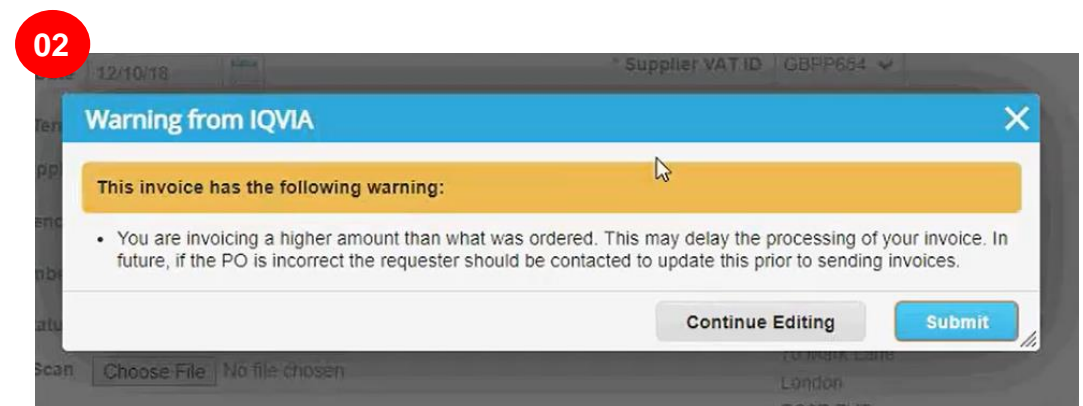 02
Date 12/10/18 * Supplier VAT ID GBPP654
Warning from IQVIA
This invoice has the following warning:
• You are invoicing a higher amount than what was ordered. This may delay the processing of your invoice. In
future, if the PO is incorrect the requester should be contacted to update this prior to sending invoices.
Continue Editing Submit
Scan Choose File No file chosen
70 Mark Lane
London